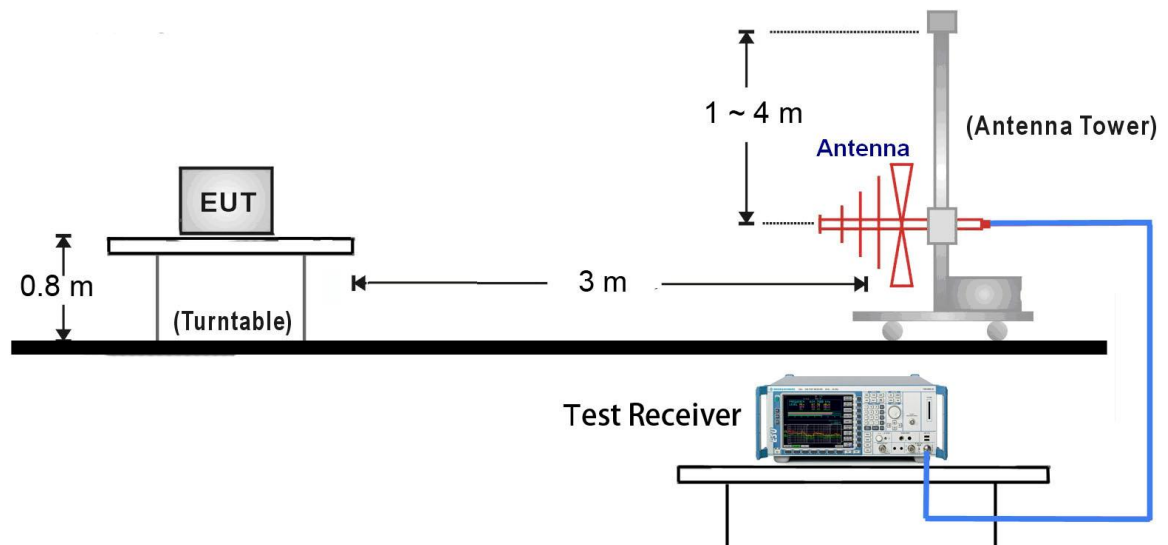 1 ~ 4 m
(Antenna Tower)
Antenna
EUT
0.8 m
3 m
(Turntable)
Test Receiver